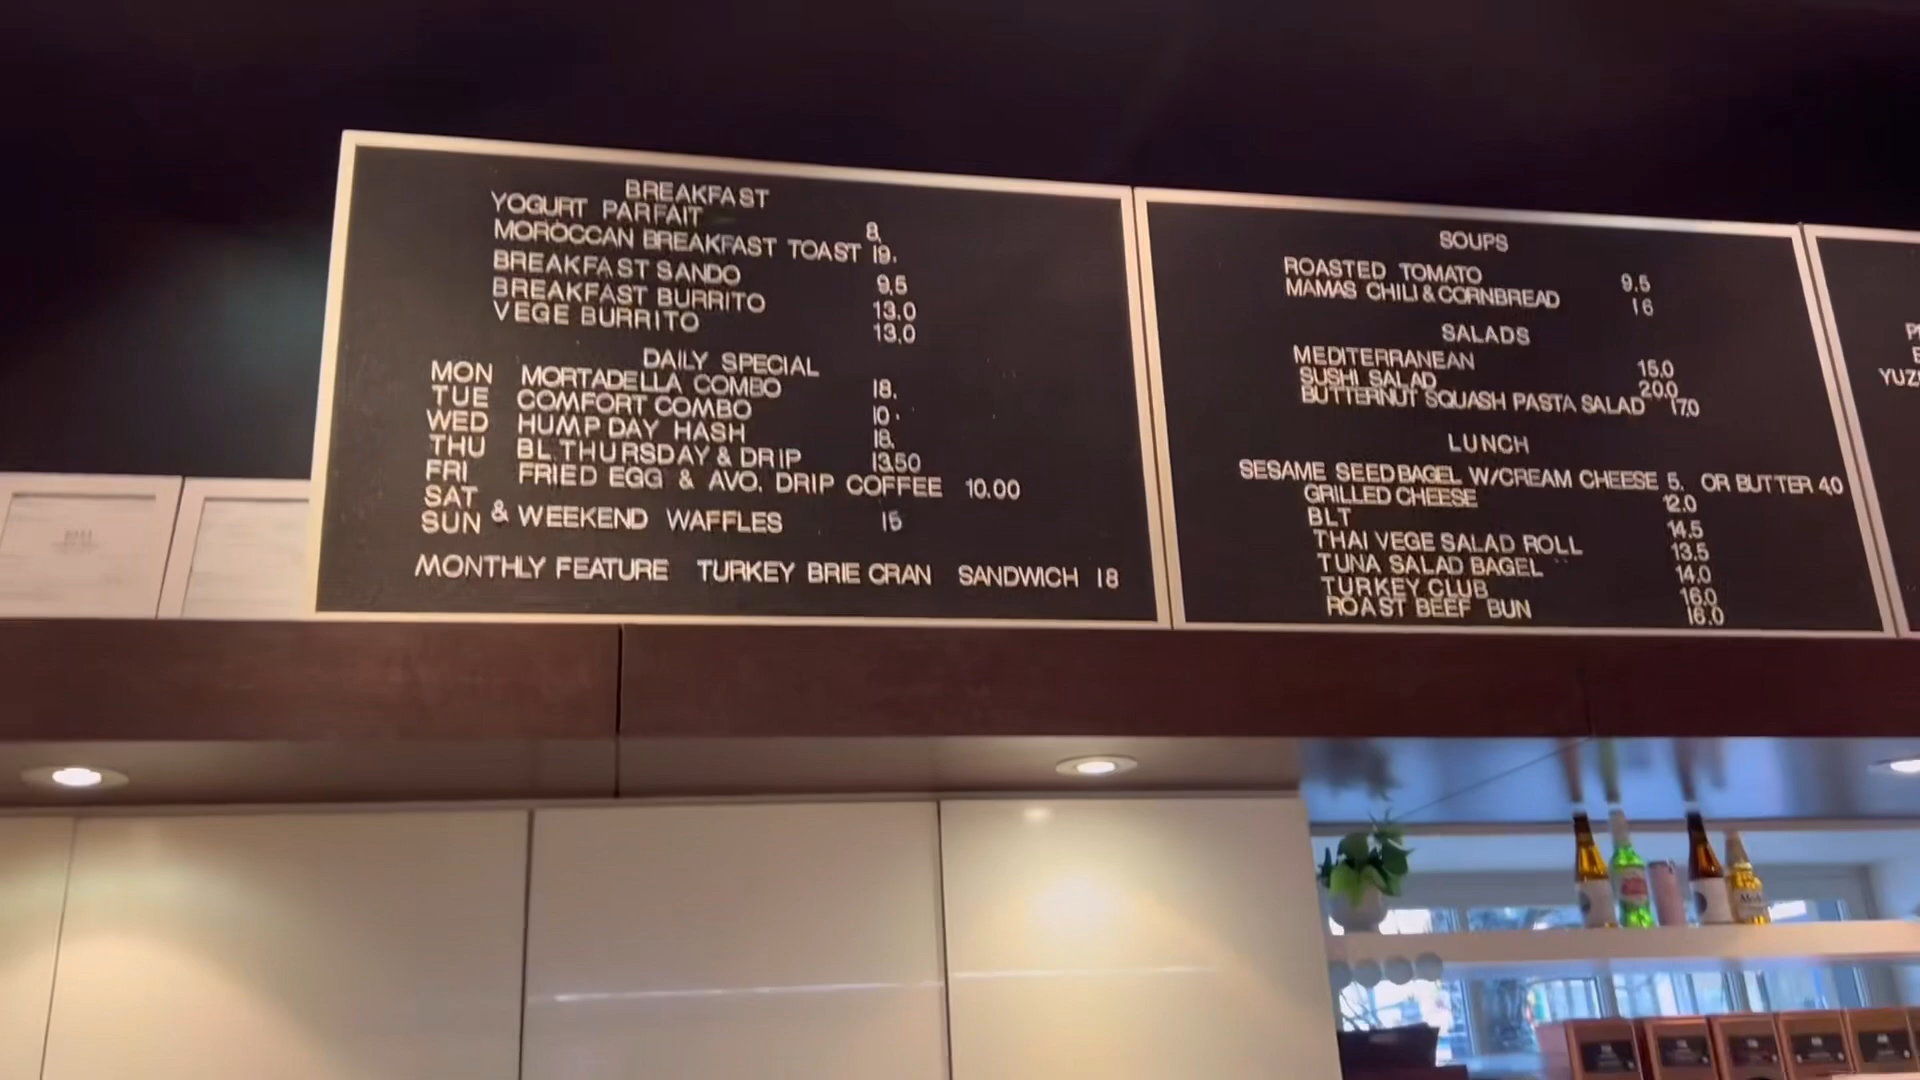 BREAKFAST
YOGURT PARFAIT 8.
MOROCCAN BREAKFAST TOAST 19.
BREAKFAST SANDO 9.5
BREAKFAST BURRITO 13.0
VEGE BURRITO 13.0
DAILY SPECIAL
MON MORTADELLA COMBO 18.
TUE COMFORT COMBO 10.
WED HUMP DAY HASH 18.
THU BL THURSDAY & DRIP 13.50
FRI FRIED EGG & AVO. DRIP COFFEE 10.00
SAT
SUN & WEEKEND WAFFLES 15
MONTHLY FEATURE TURKEY BRIE CRAN SANDWICH 18
SOUPS
ROASTED TOMATO 9.5
MAMAS CHILI & CORNBREAD 16
SALADS
MEDITERRANEAN 15.0
SUSHI SALAD 20.0
BUTTERNUT SQUASH PASTA SALAD 17.0
LUNCH
SESAME SEED BAGEL W/CREAM CHEESE 5. OR BUTTER 4.0
GRILLED CHEESE 12.0
BLT 14.5
THAI VEGE SALAD ROLL 13.5
TUNA SALAD BAGEL 14.0
TURKEY CLUB 16.0
ROAST BEEF BUN 16.0